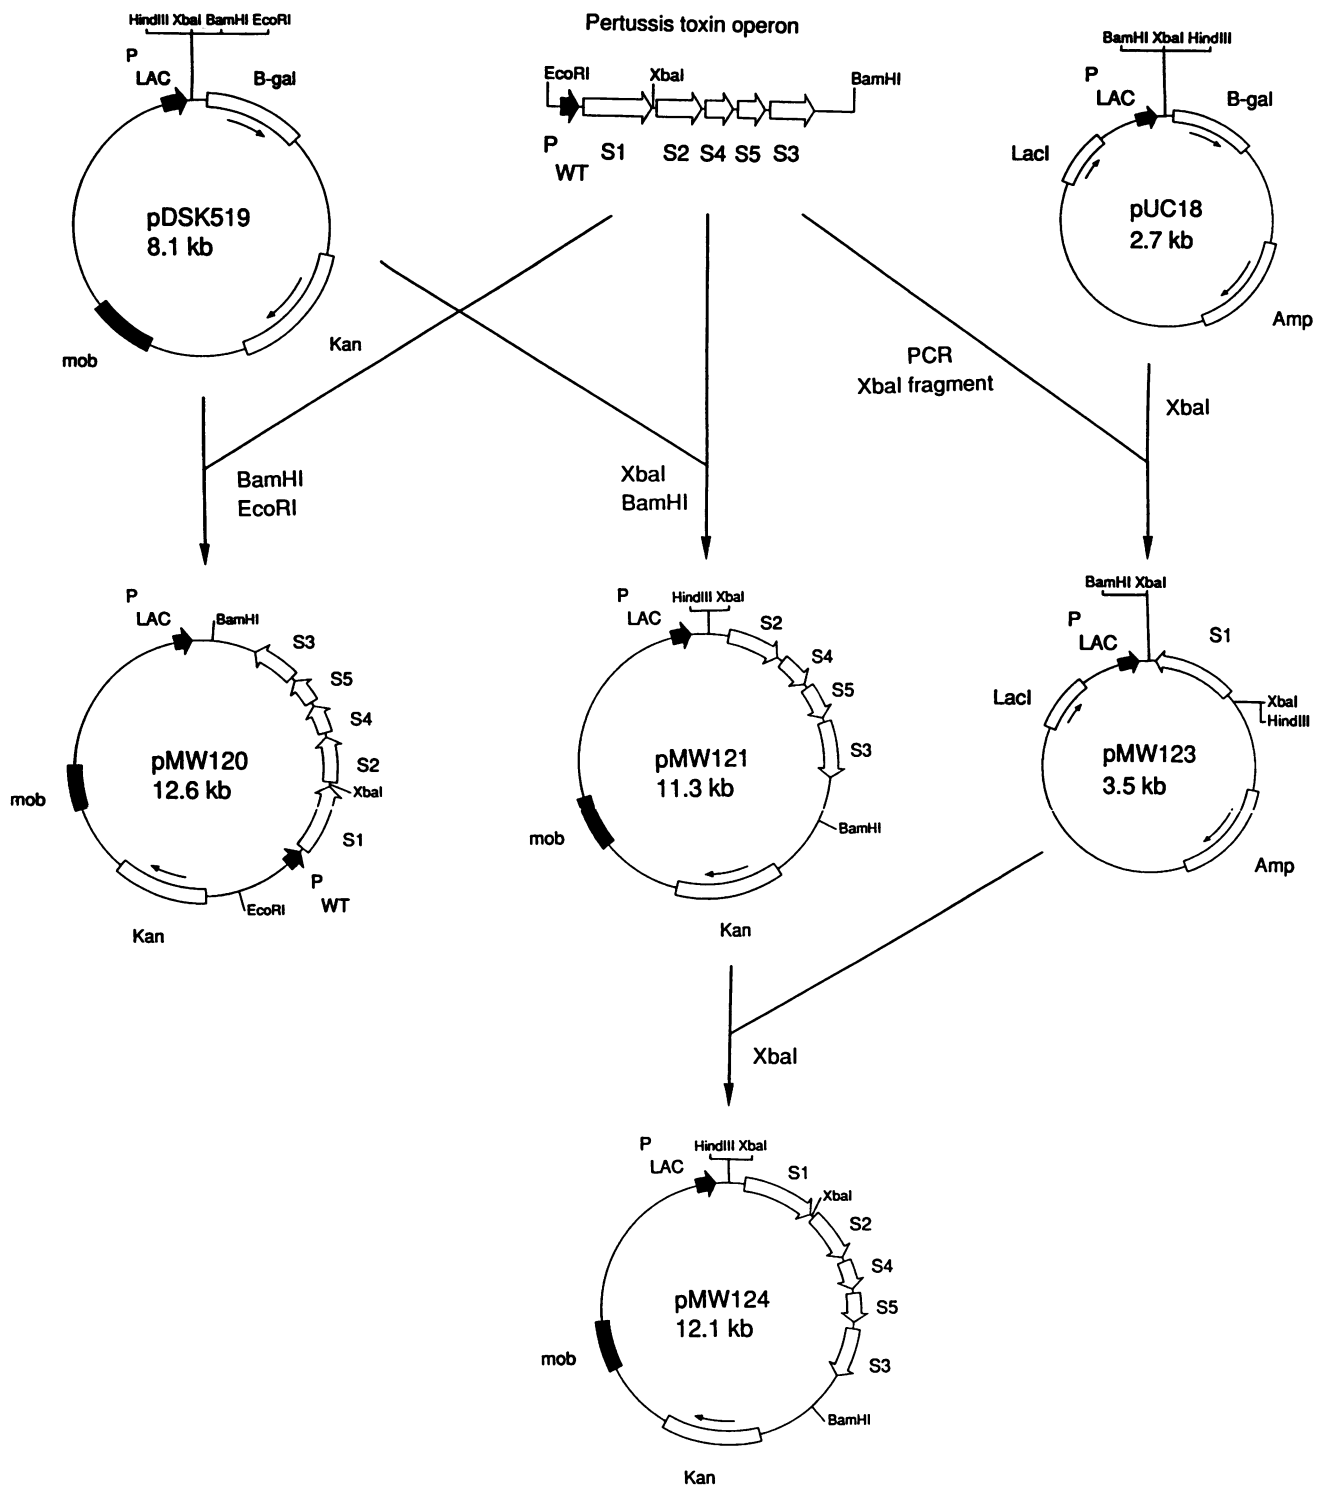 HindIII XbaI BamHI EcoRI
P
LAC
B-gal
pDSK519
8.1 kb
mob
Kan
Pertussis toxin operon
EcoRI
XbaI
BamHI
P
WT
S1
S2
S4
S5
S3
BamHI XbaI HindIII
P
LAC
B-gal
LacI
pUC18
2.7 kb
Amp
BamHI
EcoRI
XbaI
BamHI
PCR
XbaI fragment
XbaI
P
LAC
BamHI
S3
S5
S4
S2
XbaI
S1
P
WT
EcoRI
Kan
mob
pMW120
12.6 kb
P
LAC
HindIII XbaI
S2
S4
S5
S3
BamHI
Kan
mob
pMW121
11.3 kb
BamHI XbaI
P
LAC
S1
LacI
XbaI
HindIII
pMW123
3.5 kb
Amp
XbaI
P
LAC
HindIII XbaI
S1
XbaI
S2
S4
S5
S3
BamHI
Kan
mob
pMW124
12.1 kb